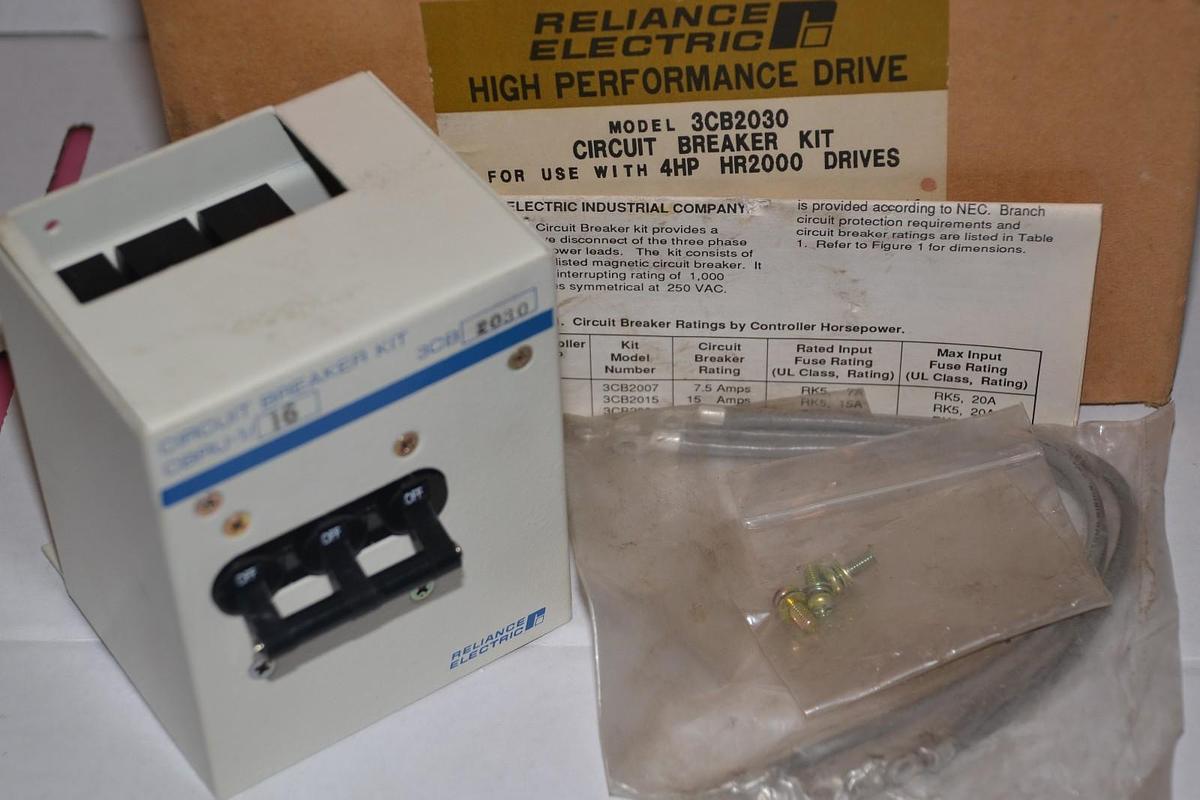 RELIANCE
ELECTRIC
HIGH PERFORMANCE DRIVE
MODEL 3CB2030
CIRCUIT BREAKER KIT
FOR USE WITH 4HP HR2000 DRIVES
ELECTRIC INDUSTRIAL COMPANY
Circuit Breaker kit provides a
disconnect of the three phase
ower leads. The kit consists of
listed magnetic circuit breaker. It
interrupting rating of 1,000
s symmetrical at 250 VAC.
is provided according to NEC. Branch
circuit protection requirements and
circuit breaker ratings are listed in Table
1. Refer to Figure 1 for dimensions.
. Circuit Breaker Ratings by Controller Horsepower.
oller
Kit
Model
Number
Circuit
Breaker
Rating
Rated Input
Fuse Rating
(UL Class, Rating)
Max Input
Fuse Rating
(UL Class, Rating)
3CB2007 7.5 Amps RK5, 7A RK5, 20A
3CB2015 15 Amps RK5, 15A RK5, 20A
CIRCUIT BREAKER KIT 3CB 2030
16
OFF
OFF
OFF
RELIANCE
ELECTRIC